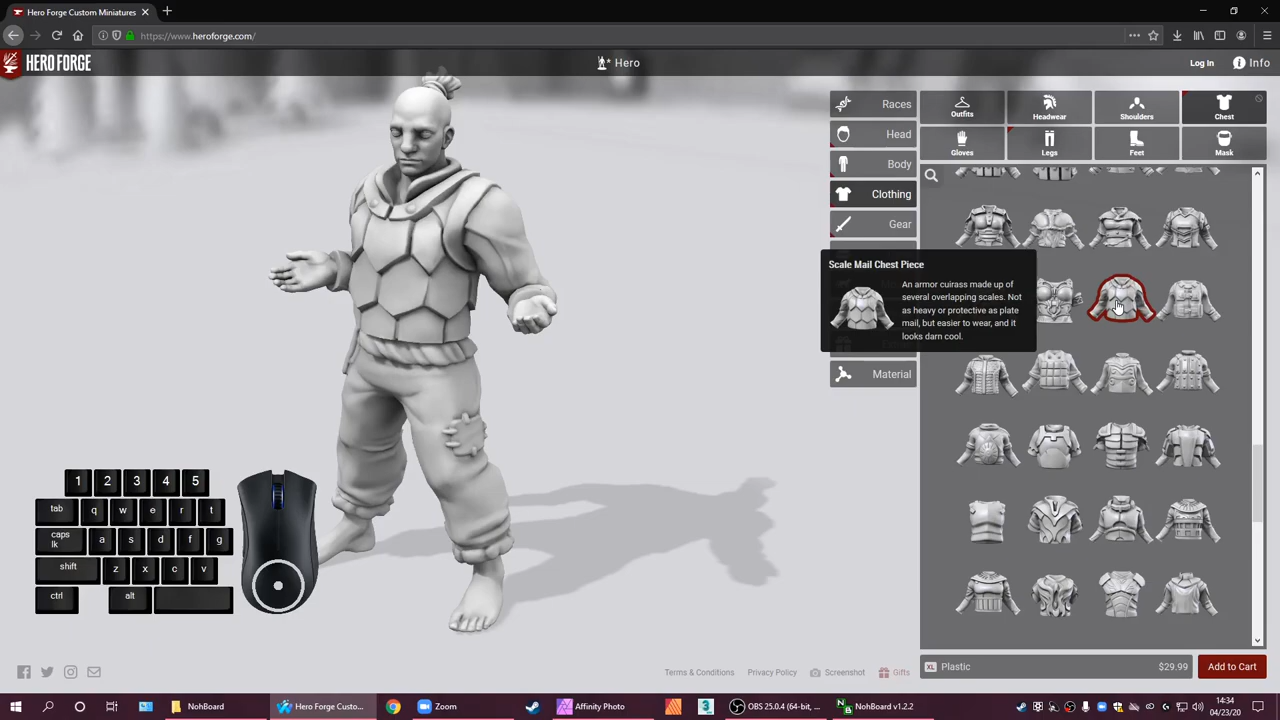 Hero Forge Custom Miniatures
https://www.heroforge.com/
HERO FORGE
Hero
Log In
Info
Races
Head
Body
Clothing
Gear
Material
Outfits
Headwear
Shoulders
Chest
Gloves
Legs
Feet
Mask
Scale Mail Chest Piece
An armor cuirass made up of
several overlapping scales. Not
as heavy or protective as plate
mail, but easier to wear, and it
looks darn cool.
1 2 3 4 5
tab q w e r t
caps
lk
a s d f g
shift z x c v
ctrl alt
Terms & Conditions
Privacy Policy
Screenshot
Gifts
XL Plastic $29.99
Add to Cart
NohBoard
Hero Forge Custo...
Zoom
Affinity Photo
OBS 25.0.4 (64-bit, ...
NohBoard v1.2.2
14:34
04/23/20